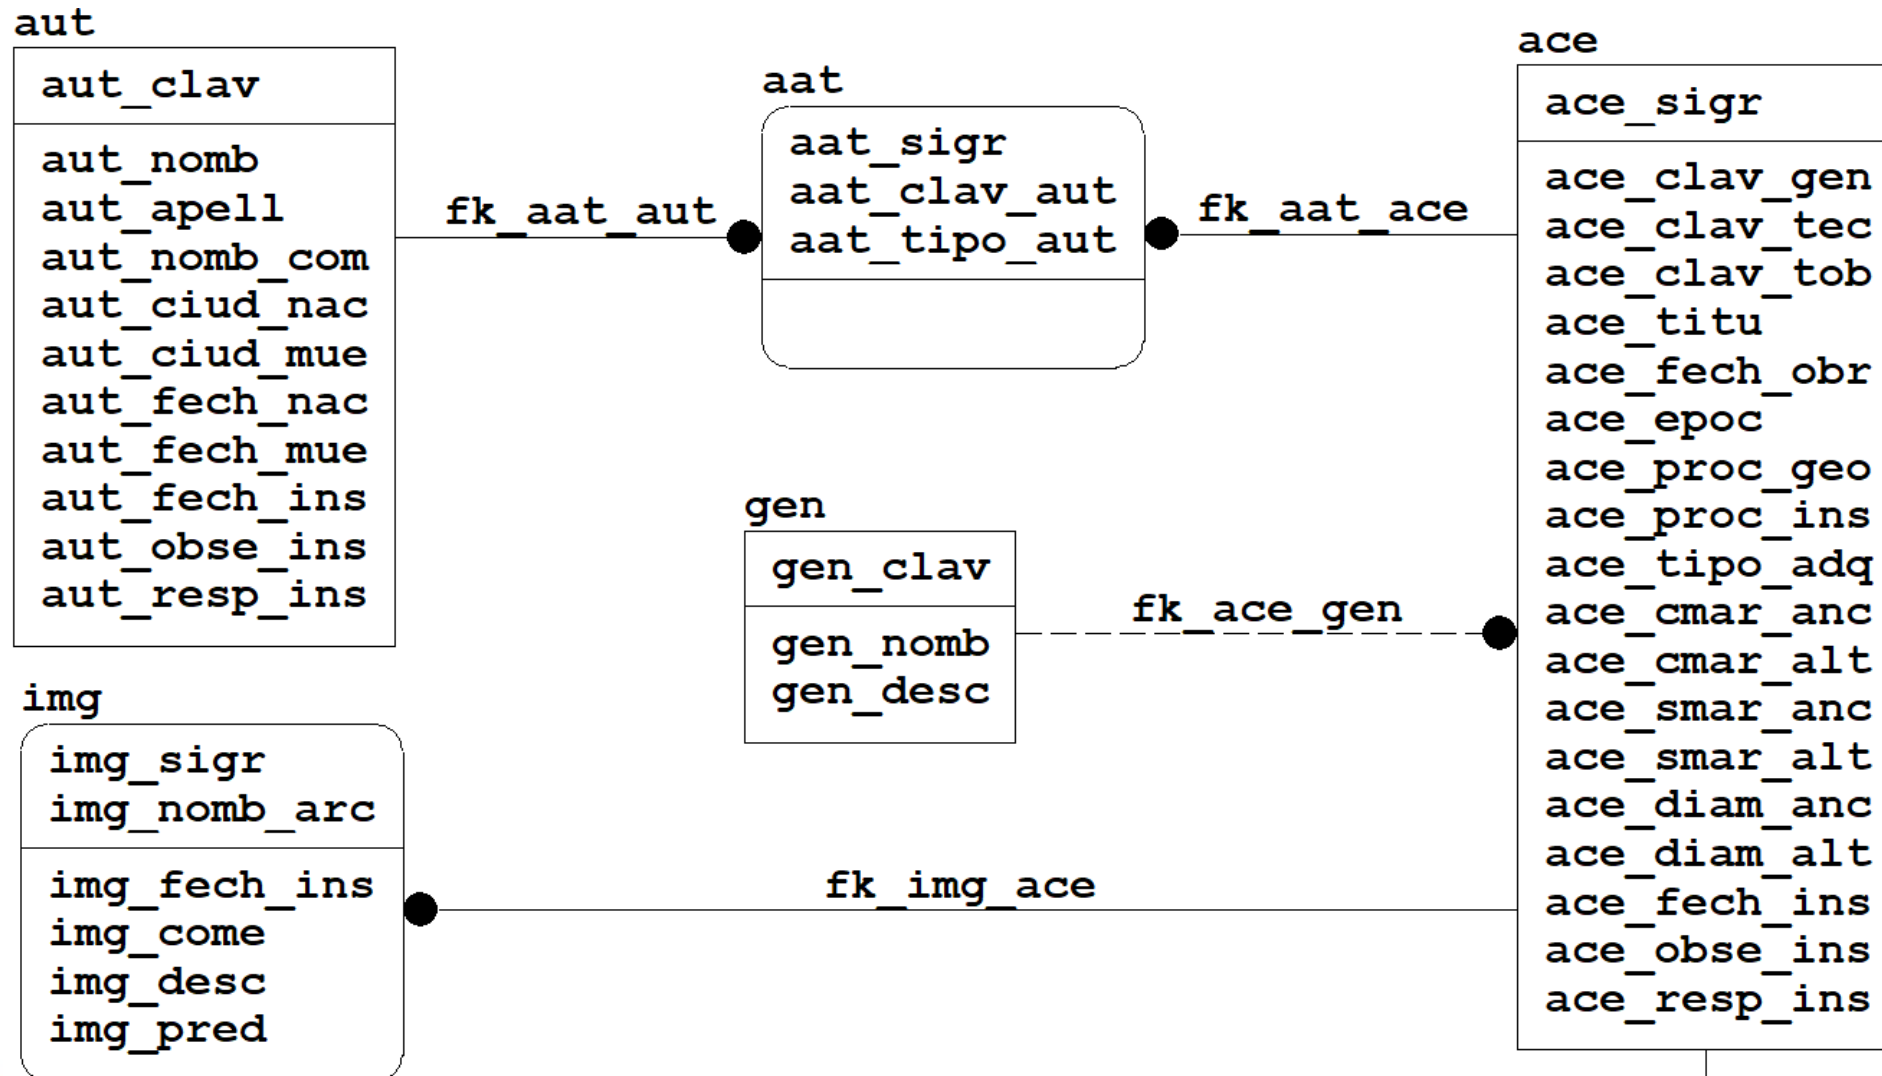 aut
aut_clav
aut_nomb
aut_apell
aut_nomb_com
aut_ciud_nac
aut_ciud_mue
aut_fech_nac
aut_fech_mue
aut_fech_ins
aut_obse_ins
aut_resp_ins
fk_aat_aut
aat
aat_sigr
aat_clav_aut
aat_tipo_aut
fk_aat_ace
ace
ace_sigr
ace_clav_gen
ace_clav_tec
ace_clav_tob
ace_titu
ace_fech_obr
ace_epoc
ace_proc_geo
ace_proc_ins
ace_tipo_adq
ace_cmar_anc
ace_cmar_alt
ace_smar_anc
ace_smar_alt
ace_diam_anc
ace_diam_alt
ace_fech_ins
ace_obse_ins
ace_resp_ins
gen
gen_clav
gen_nomb
gen_desc
fk_ace_gen
img
img_sigr
img_nomb_arc
img_fech_ins
img_come
img_desc
img_pred
fk_img_ace